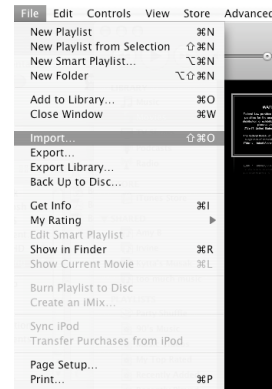 File Edit Controls View Store Advanced
New Playlist ⌘N
New Playlist from Selection ⇧⌘N
New Smart Playlist... ⌥⌘N
New Folder ⌥⇧⌘N
Add to Library... ⌘O
Close Window ⌘W
Import... ⇧⌘O
Export...
Export Library...
Back Up to Disc...
Get Info ⌘I
My Rating ▶
Edit Smart Playlist
Show in Finder ⌘R
Show Current Movie ⌘L
Burn Playlist to Disc
Create an iMix...
Sync iPod
Transfer Purchases from iPod
Page Setup...
Print... ⌘P